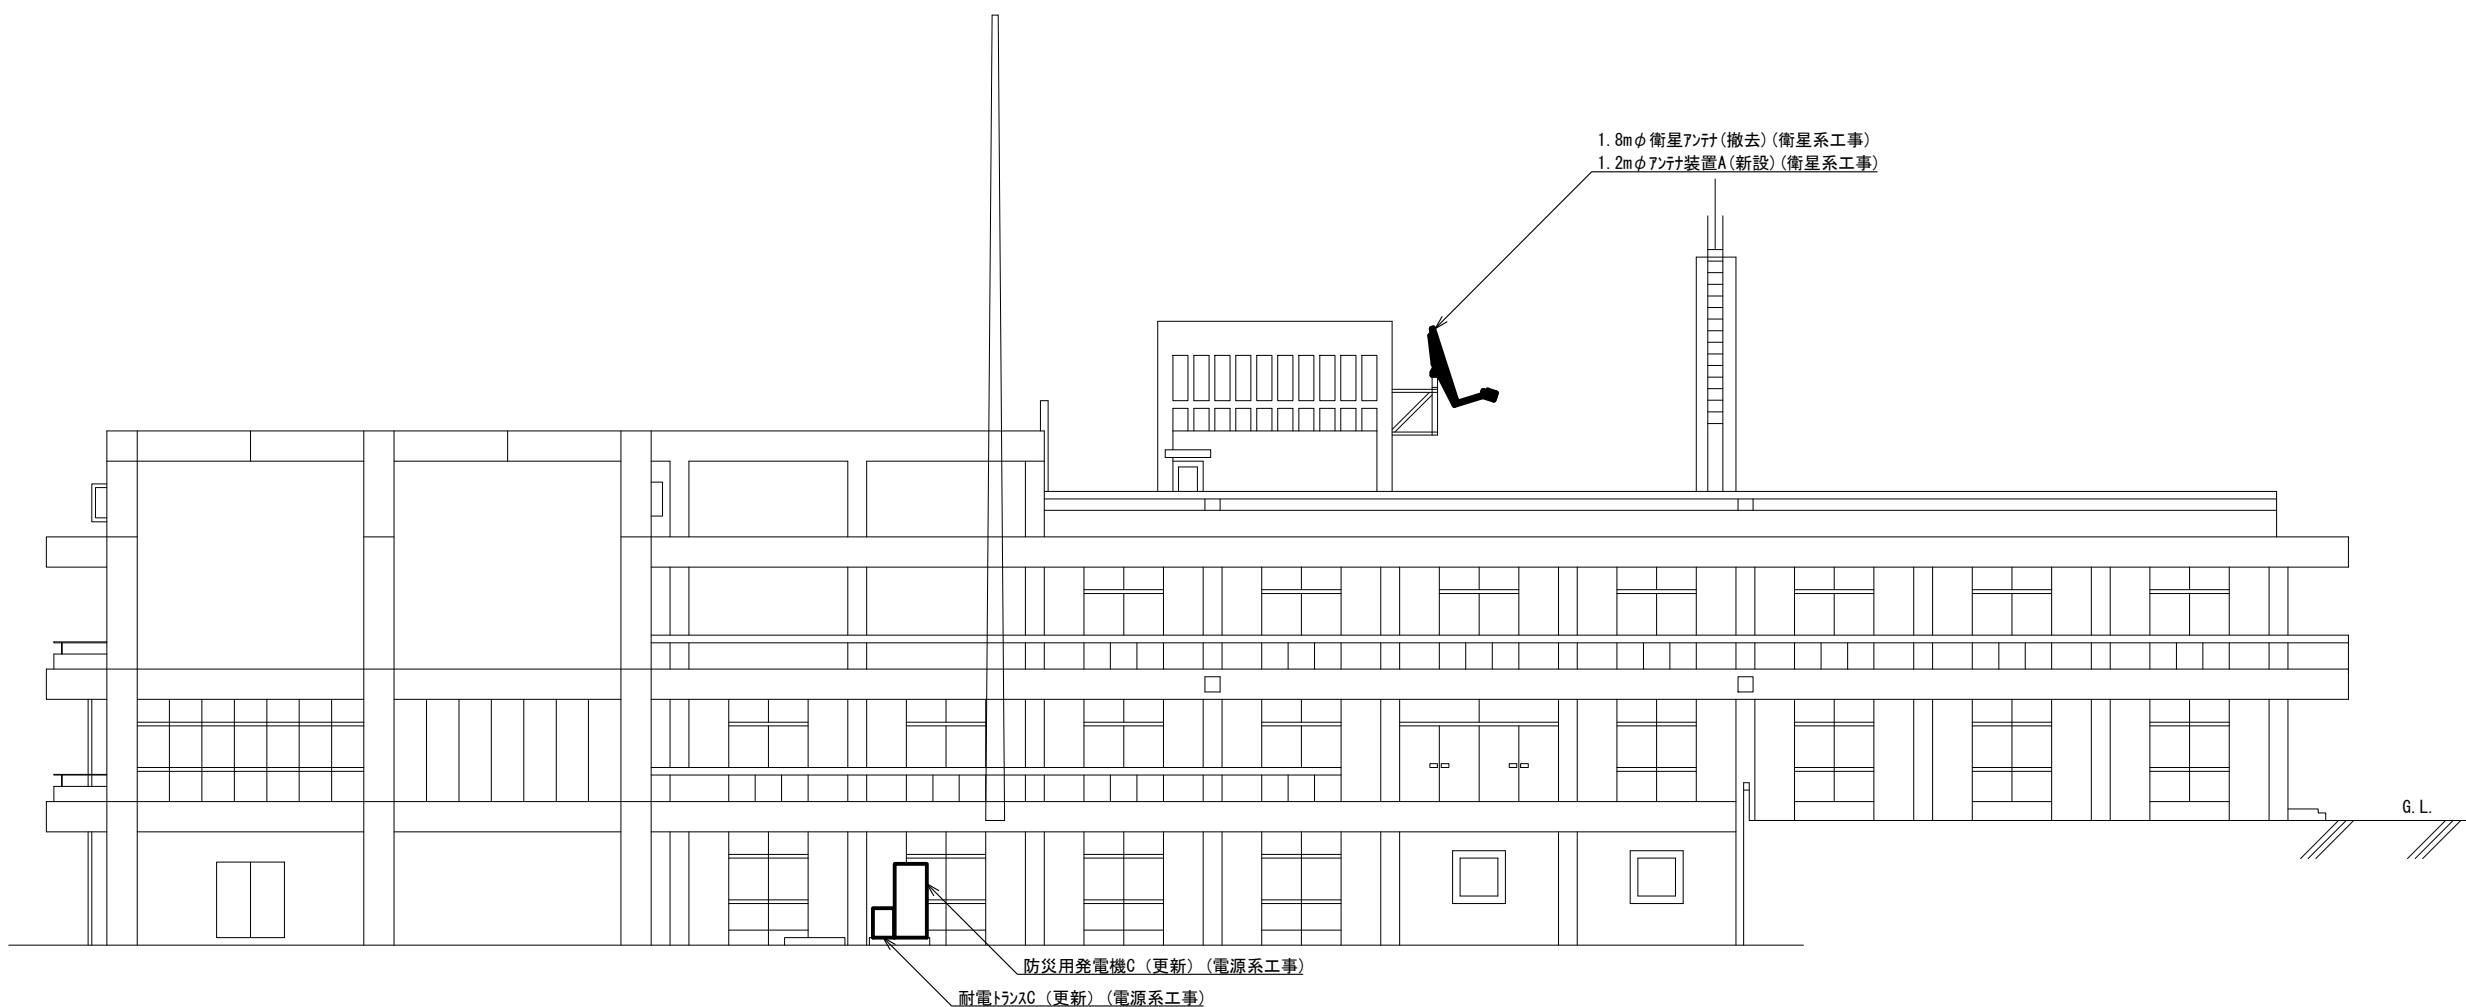 1.8mφ衛星ｱﾝﾃﾅ(撤去)(衛星系工事)
1.2mφｱﾝﾃﾅ装置A(新設)(衛星系工事)
G.L.
防災用発電機C（更新）(電源系工事)
耐電ﾄﾗﾝｽC（更新）(電源系工事)